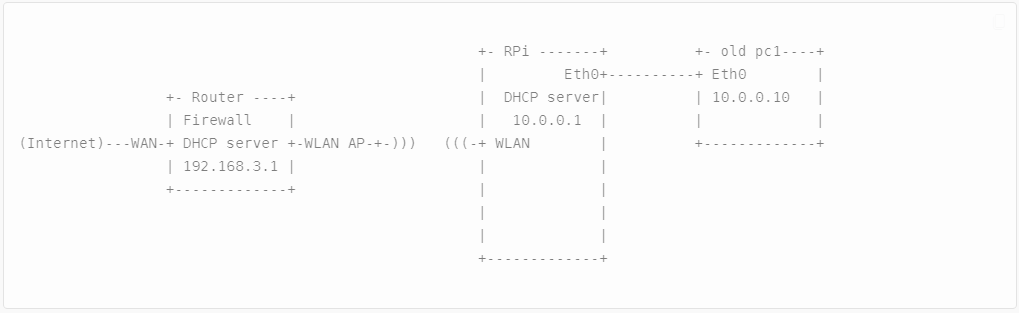 +- RPi -------+          +- old pc1----+
                                                     |         Eth0+----------+ Eth0        |
                 +- Router ----+                     |  DHCP server|          | 10.0.0.10   |
                 | Firewall    |                     |   10.0.0.1  |          |             |
(Internet)---WAN-+ DHCP server +-WLAN AP-+-)))   (((-+ WLAN        |          +-------------+
                 | 192.168.3.1 |                     |             |
                 +-------------+                     |             |
                                                     |             |
                                                     |             |
                                                     +-------------+